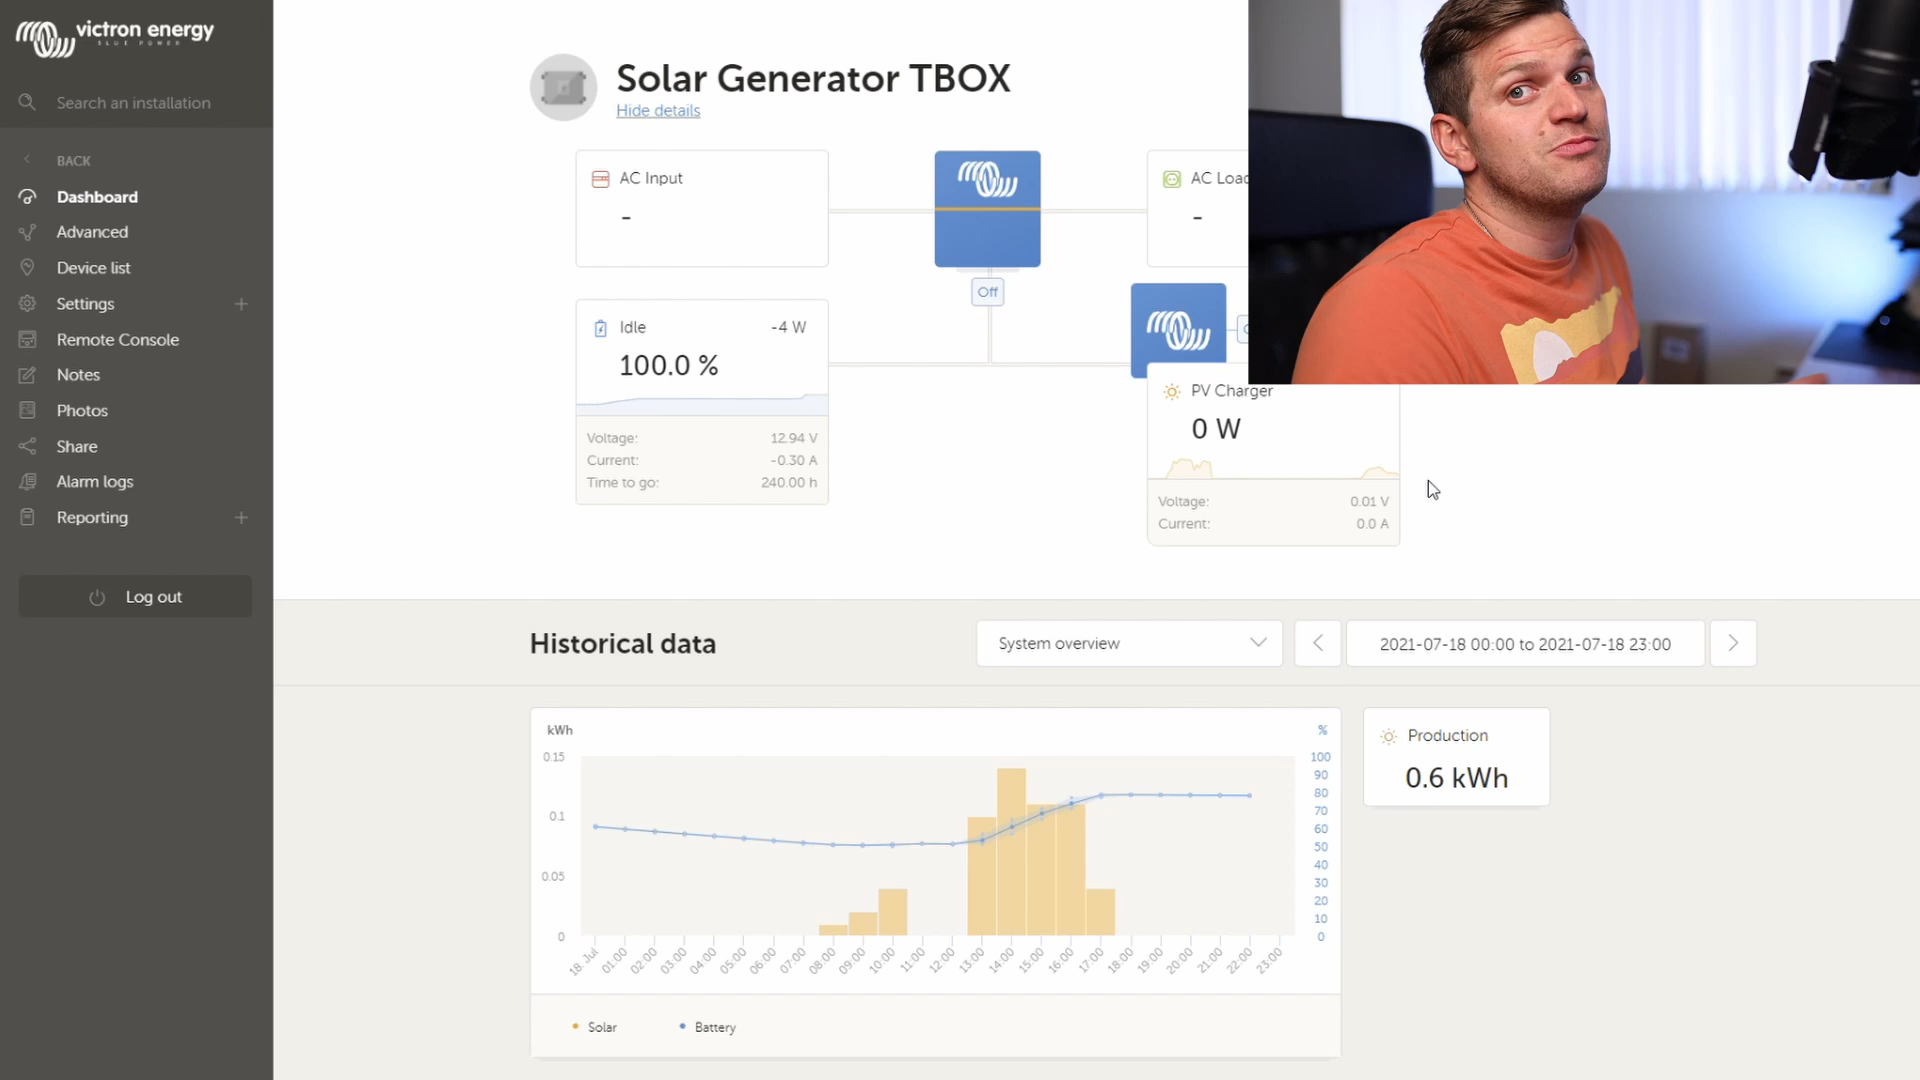 victron energy
BLUE POWER
Search an installation
BACK
Dashboard
Advanced
Device list
Settings
Remote Console
Notes
Photos
Share
Alarm logs
Reporting
Log out
Solar Generator TBOX
Hide details
AC Input
-
Off
AC Load
-
Idle
-4 W
100.0 %
Voltage: 12.94 V
Current: -0.30 A
Time to go: 240.00 h
PV Charger
0 W
Voltage: 0.01 V
Current: 0.0 A
Historical data
System overview
2021-07-18 00:00 to 2021-07-18 23:00
kWh
%
0.15
0.1
0.05
0
100
90
80
70
60
50
40
30
20
10
0
18. Jul
01:00
02:00
03:00
04:00
05:00
06:00
07:00
08:00
09:00
10:00
11:00
12:00
13:00
14:00
15:00
16:00
17:00
18:00
19:00
20:00
21:00
22:00
23:00
Solar
Battery
Production
0.6 kWh